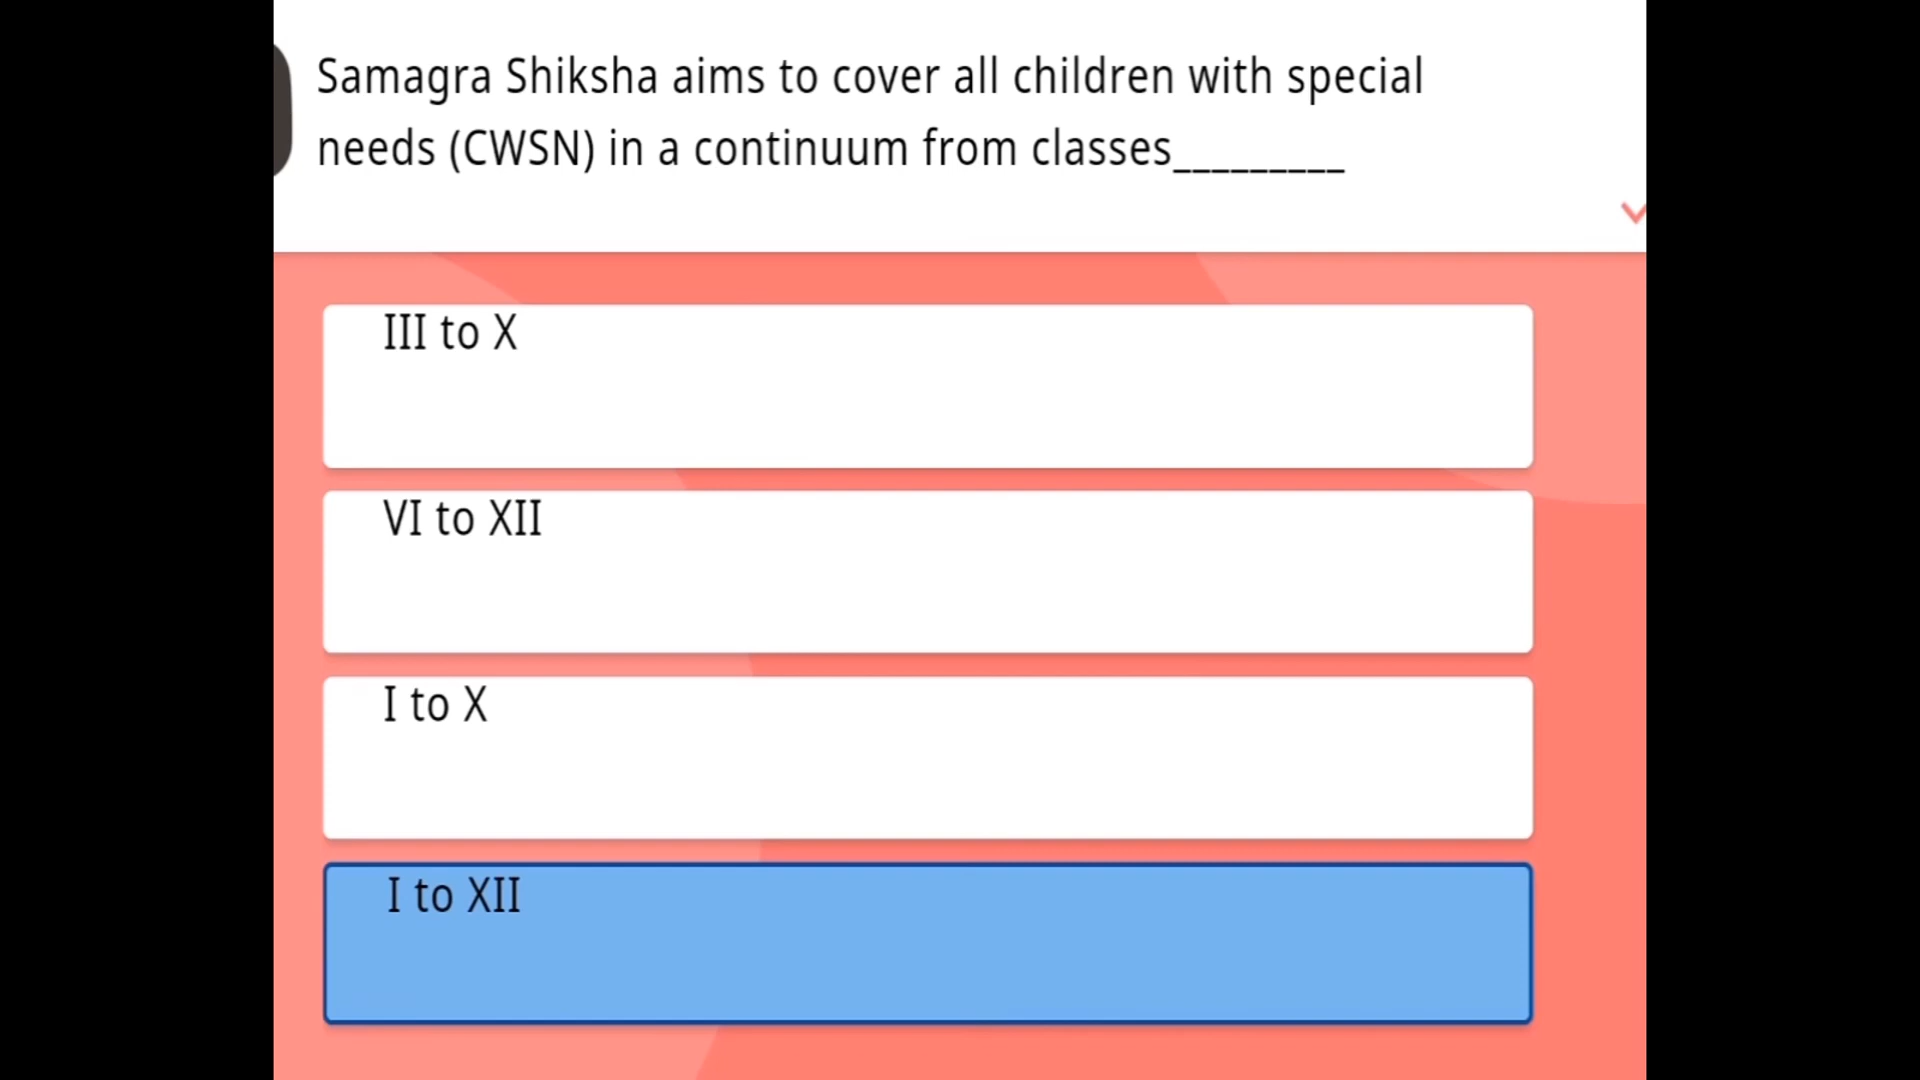 Samagra Shiksha aims to cover all children with special
needs (CWSN) in a continuum from classes_________
III to X
VI to XII
I to X
I to XII